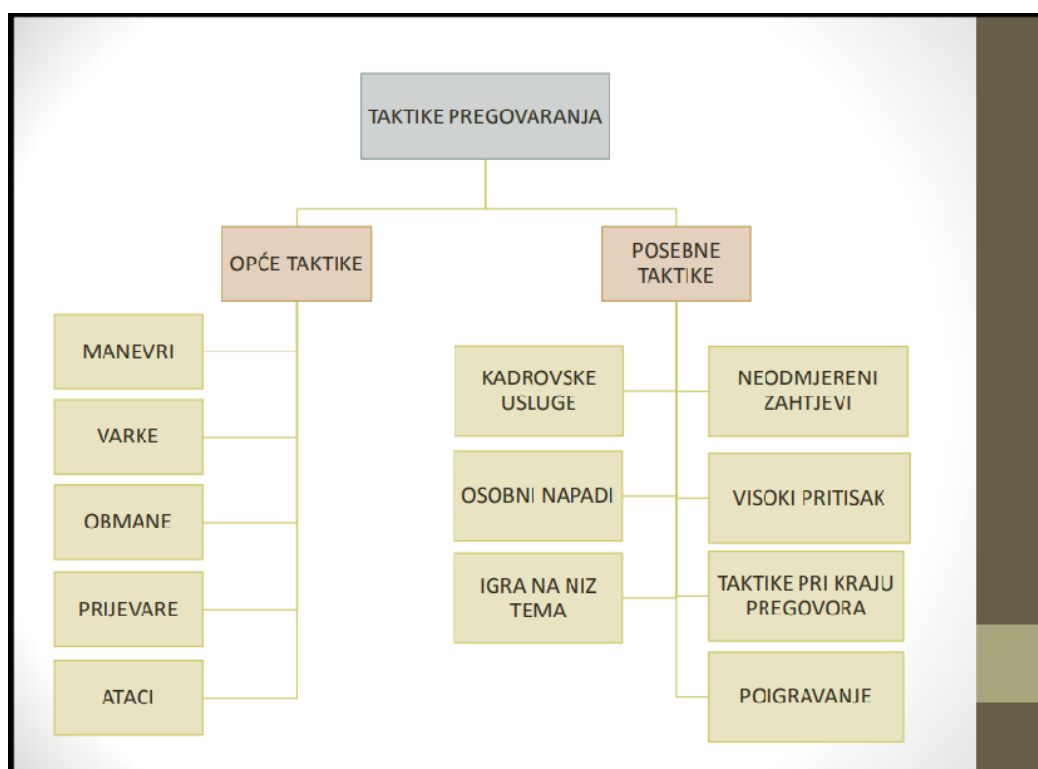 TAKTIKE PREGOVARANJA
OPĆE TAKTIKE
MANEVRI
VARKE
OBMANE
PRIJEVARE
ATACI
POSEBNE
TAKTIKE
KADROVSKE
USLUGE
NEODMJERENI
ZAHTJEVI
OSOBNI NAPADI
VISOKI PRITISAK
IGRA NA NIZ
TEMA
TAKTIKE PRI KRAJU
PREGOVORA
POIGRAVANJE